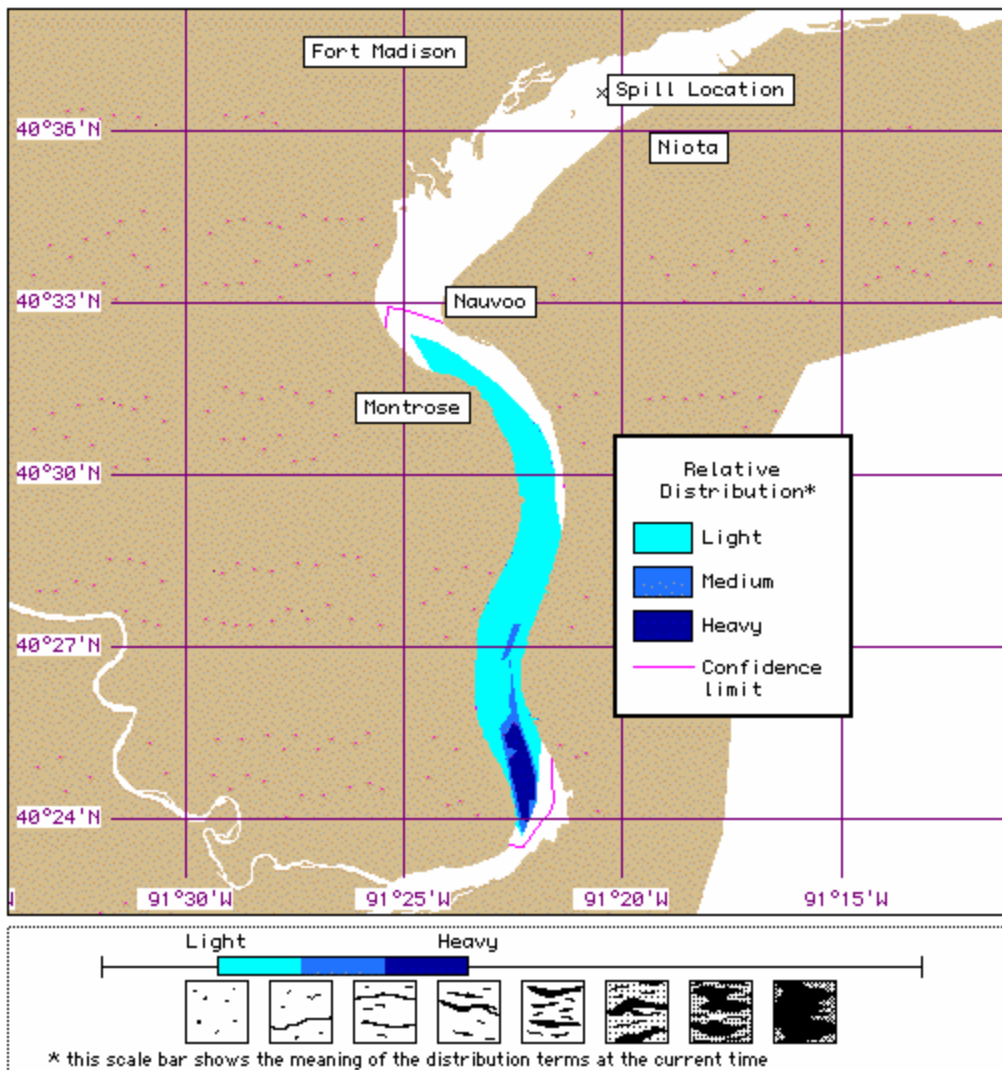 Fort Madison
Spill Location
40°36'N
Niota
40°33'N
Nauvoo
Montrose
40°30'N
Relative
Distribution*
Light
Medium
Heavy
Confidence
limit
40°27'N
40°24'N
W
91°30'W
91°25'W
91°20'W
91°15'W
Light
Heavy
* this scale bar shows the meaning of the distribution terms at the current time